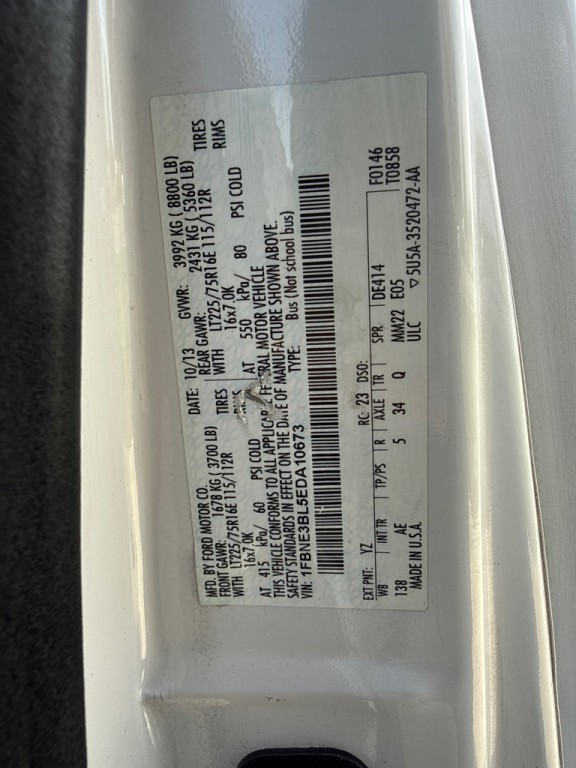 MFD. BY FORD MOTOR CO.
DATE: 10/13 GVWR: 3992 KG ( 8800 LB)
FRONT GAWR: 1678 KG ( 3700 LB) REAR GAWR: 2431 KG ( 5360 LB)
WITH LT225/75R16E 115/112R TIRES WITH LT225/75R16E 115/112R TIRES
16x7.0K RIMS 16x7.0K RIMS
AT 415 kPa/ 60 PSI COLD AT 550 kPa/ 80 PSI COLD
THIS VEHICLE CONFORMS TO ALL APPLICABLE FEDERAL MOTOR VEHICLE
SAFETY STANDARDS IN EFFECT ON THE DATE OF MANUFACTURE SHOWN ABOVE.
VIN: 1FBNE3BL5EDA10673 TYPE: Bus (Not school bus)
EXT PNT: YZ RC: 23 DSO: F0146
WB INT TR TP/PS R AXLE TR SPR DE414 T0858
138 AE 5 34 Q MM22 E05
MADE IN U.S.A. ULC ▽5U5A-3520472-AA